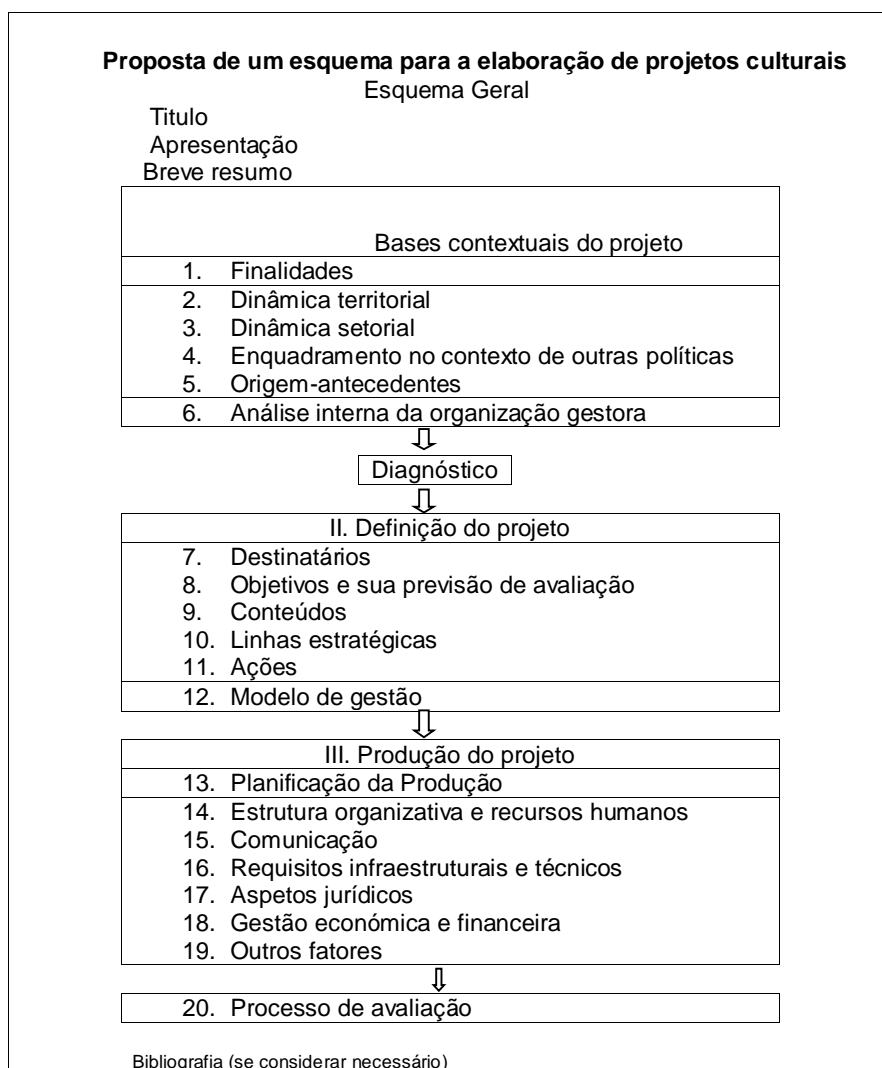 Proposta de um esquema para a elaboração de projetos culturais
Esquema Geral
Titulo
Apresentação
Breve resumo
Bases contextuais do projeto
1. Finalidades
2. Dinâmica territorial
3. Dinâmica setorial
4. Enquadramento no contexto de outras políticas
5. Origem-antecedentes
6. Análise interna da organização gestora
Diagnóstico
II. Definição do projeto
7. Destinatários
8. Objetivos e sua previsão de avaliação
9. Conteúdos
10. Linhas estratégicas
11. Ações
12. Modelo de gestão
III. Produção do projeto
13. Planificação da Produção
14. Estrutura organizativa e recursos humanos
15. Comunicação
16. Requisitos infraestruturais e técnicos
17. Aspetos jurídicos
18. Gestão económica e financeira
19. Outros fatores
20. Processo de avaliação
Bibliografia (se considerar necessário)